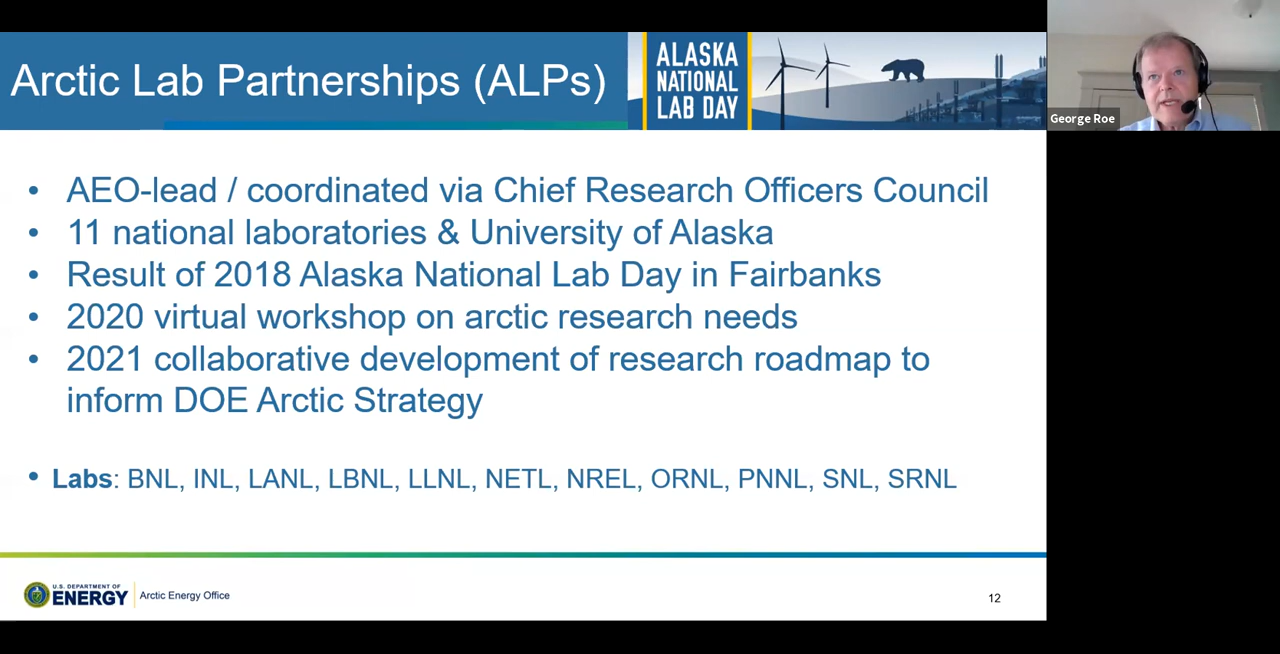 Arctic Lab Partnerships (ALPs)
ALASKA
NATIONAL
LAB DAY
George Roe
• AEO-lead / coordinated via Chief Research Officers Council
• 11 national laboratories & University of Alaska
• Result of 2018 Alaska National Lab Day in Fairbanks
• 2020 virtual workshop on arctic research needs
• 2021 collaborative development of research roadmap to
inform DOE Arctic Strategy
• Labs: BNL, INL, LANL, LBNL, LLNL, NETL, NREL, ORNL, PNNL, SNL, SRNL
U.S. DEPARTMENT OF
ENERGY
Arctic Energy Office
12